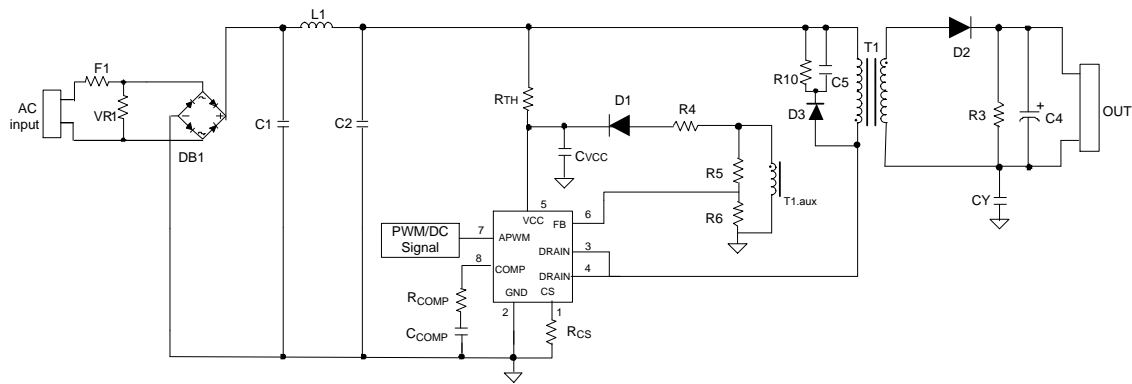 L1
F1
AC
input
VR1
DB1
C1
C2
RTH
CVCC
D1
R4
R5
R6
T1.aux
R10
C5
D3
T1
D2
R3
+
C4
OUT
CY
PWM/DC
Signal
7
8
5
6
3
4
2
1
VCC
FB
APWM
DRAIN
COMP
DRAIN
GND
CS
RCOMP
CCOMP
RCS